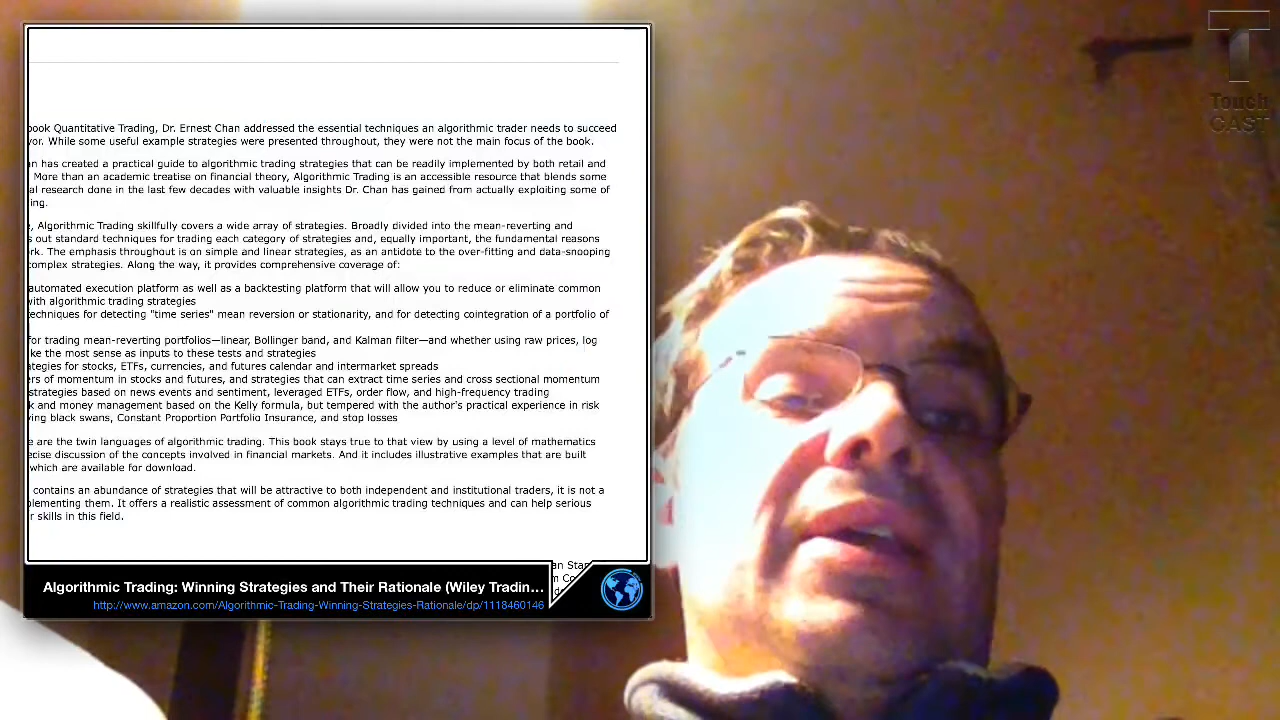 book Quantitative Trading, Dr. Ernest Chan addressed the essential techniques an algorithmic trader needs to succeed
vor. While some useful example strategies were presented throughout, they were not the main focus of the book.
an has created a practical guide to algorithmic trading strategies that can be readily implemented by both retail and
. More than an academic treatise on financial theory, Algorithmic Trading is an accessible resource that blends some
al research done in the last few decades with valuable insights Dr. Chan has gained from actually exploiting some of
ing.
, Algorithmic Trading skillfully covers a wide array of strategies. Broadly divided into the mean-reverting and
s out standard techniques for trading each category of strategies and, equally important, the fundamental reasons
rk. The emphasis throughout is on simple and linear strategies, as an antidote to the over-fitting and data-snooping
complex strategies. Along the way, it provides comprehensive coverage of:
automated execution platform as well as a backtesting platform that will allow you to reduce or eliminate common
with algorithmic trading strategies
techniques for detecting "time series" mean reversion or stationarity, and for detecting cointegration of a portfolio of
for trading mean-reverting portfolios—linear, Bollinger band, and Kalman filter—and whether using raw prices, log
ke the most sense as inputs to these tests and strategies
ategies for stocks, ETFs, currencies, and futures calendar and intermarket spreads
ers of momentum in stocks and futures, and strategies that can extract time series and cross sectional momentum
strategies based on news events and sentiment, leveraged ETFs, order flow, and high-frequency trading
k and money management based on the Kelly formula, but tempered with the author's practical experience in risk
ving black swans, Constant Proportion Portfolio Insurance, and stop losses
e are the twin languages of algorithmic trading. This book stays true to that view by using a level of mathematics
ecise discussion of the concepts involved in financial markets. And it includes illustrative examples that are built
which are available for download.
contains an abundance of strategies that will be attractive to both independent and institutional traders, it is not a
plementing them. It offers a realistic assessment of common algorithmic trading techniques and can help serious
r skills in this field.
Algorithmic Trading: Winning Strategies and Their Rationale (Wiley Tradin...
http://www.amazon.com/Algorithmic-Trading-Winning-Strategies-Rationale/dp/1118460146
Touch
CAST